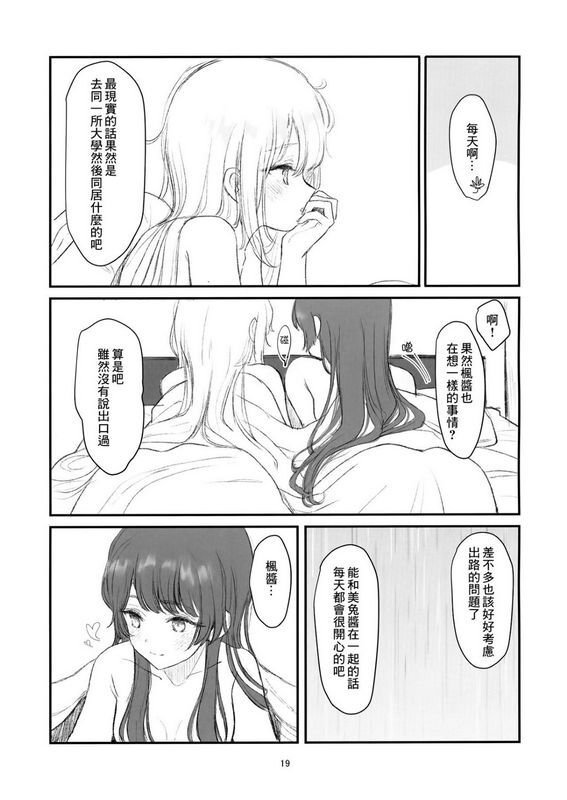 每天啊…
最現實的話果然是
去同一所大學然後同居什麼的吧
啊！
果然楓醬也
在想一樣的事情？
嚕
磁
算是吧
雖然沒有說出口過
差不多也該好好考慮
出路的問題了
能和美兔醬在一起的話
每天都會很開心的吧
楓醬…
19